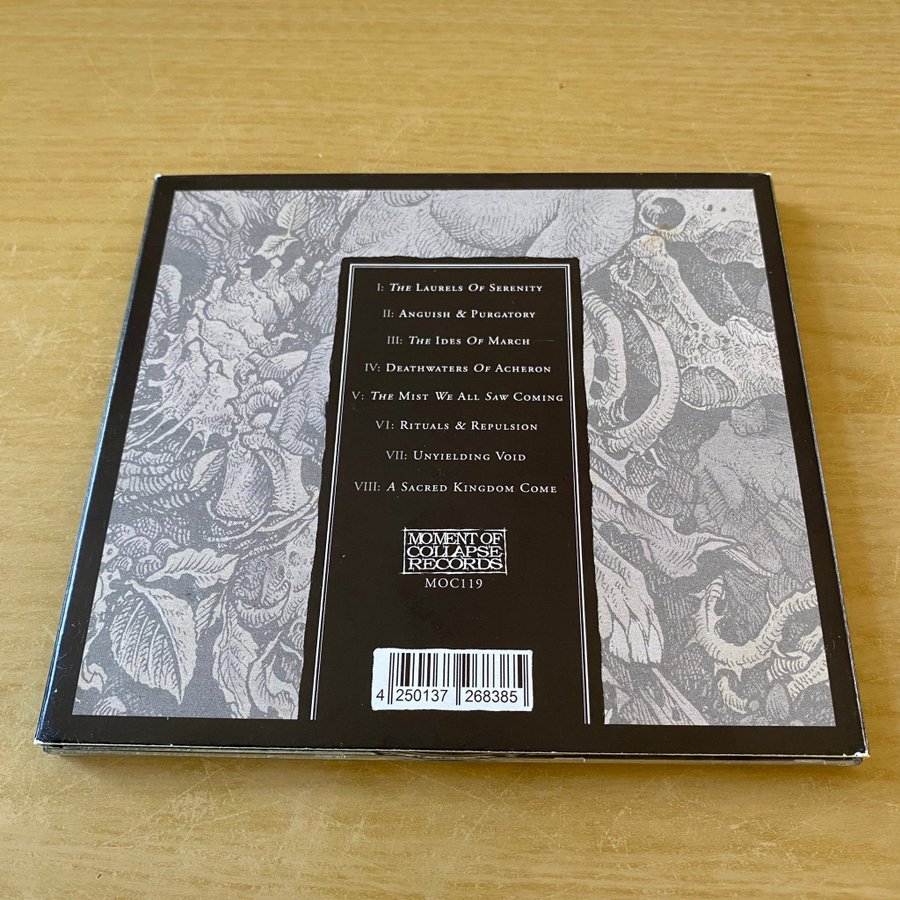 I: The Laurels Of Serenity
II: Anguish & Purgatory
III: The Ides Of March
IV: Deathwaters Of Acheron
V: The Mist We All Saw Coming
VI: Rituals & Repulsion
VII: Unyielding Void
VIII: A Sacred Kingdom Come
MOMENT OF
COLLAPSE
RECORDS
MOC119
4 250137 268385